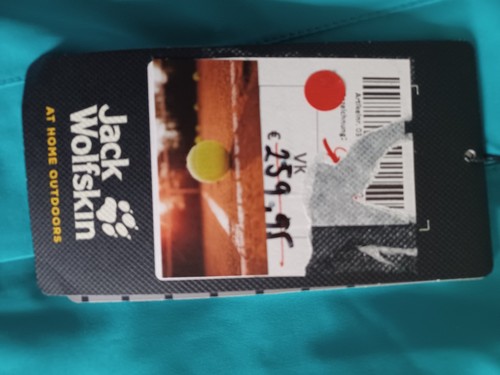 Jack
Wolfskin
AT HOME OUTDOORS
VK
€ 259,95